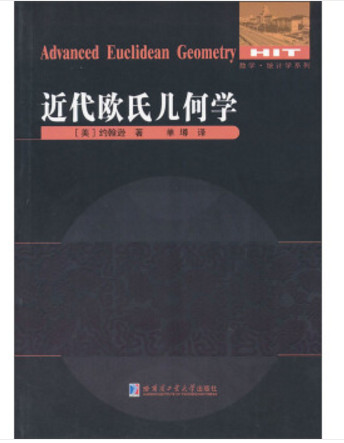 Advanced Euclidean Geometry
HIT
数学·统计学系列
近代欧氏几何学
[美]约翰逊 著 单墫 译
哈尔滨工业大学出版社